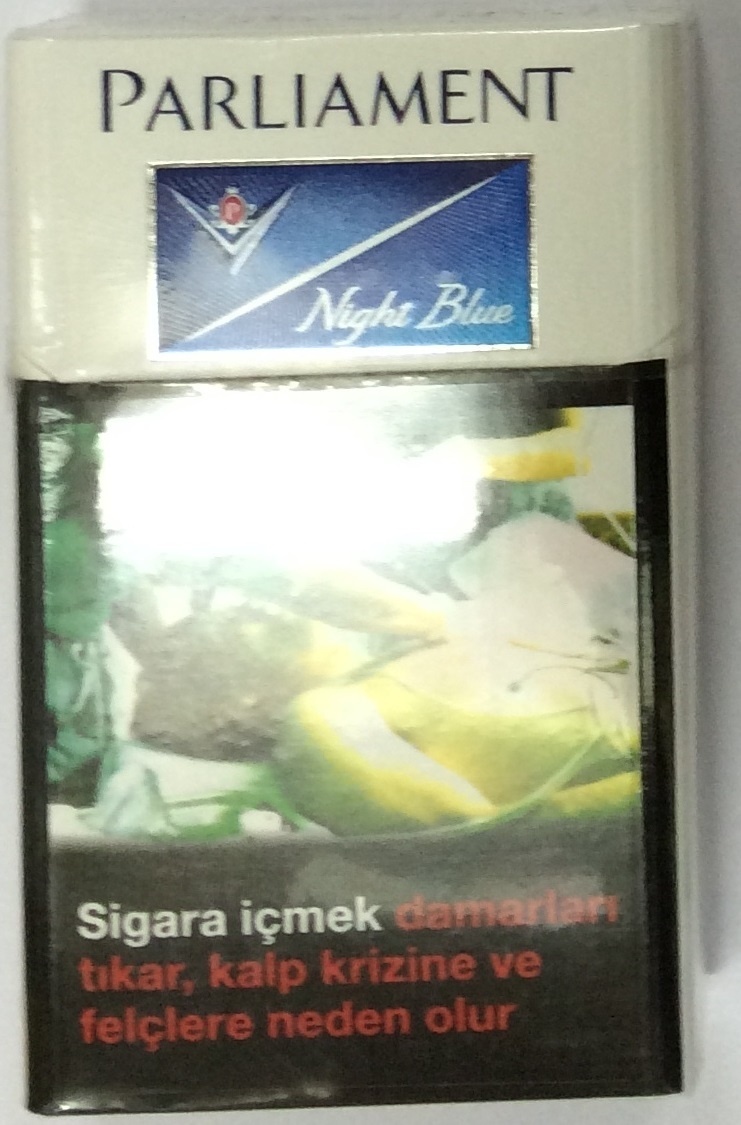 PARLIAMENT
P
Night Blue
Sigara içmek damarları
tıkar, kalp krizine ve
felçlere neden olur